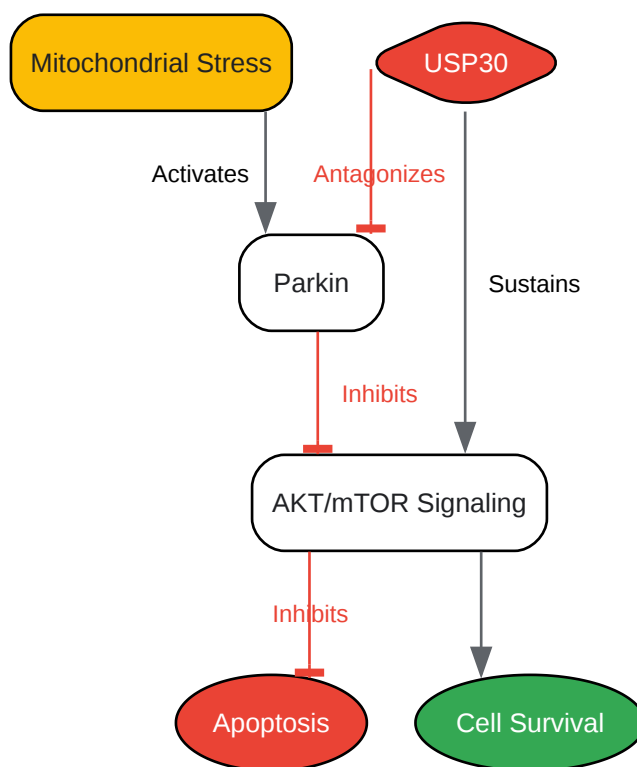 Mitochondrial Stress
USP30
Activates
Antagonizes
Parkin
Sustains
Inhibits
AKT/mTOR Signaling
Inhibits
Apoptosis
Cell Survival